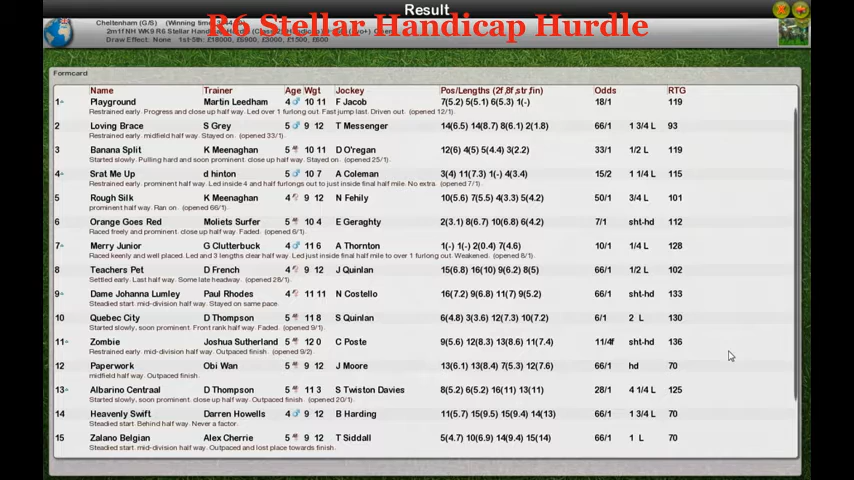 Result
R6 Stellar Handicap Hurdle
Cheltenham (G/S) (Winning time
2m1f NH WK9 R6 Stellar Handicap Hurdle
Draw Effect: None 1st-5th: £18000, £6900, £3000, £1500, £600
Formcard
Name Trainer Age Wgt Jockey Pos/Lengths (2f,8f,str,fin) Odds RTG
1 Playground Martin Leedham 4 10 11 F Jacob 7(5.2) 5(5.1) 6(5.3) 1(-) 18/1 119
Restrained early. Progress and close up half way. Led over 1 furlong out. Fast jump last. Driven out. (opened 12/1).
2 Loving Brace S Grey 5 9 12 T Messenger 14(6.5) 14(8.7) 8(6.1) 2(1.8) 66/1 1 3/4 L 93
Restrained early. midfield half way. Stayed on. (opened 33/1).
3 Banana Split K Meenaghan 5 10 11 D O'regan 12(6) 4(5) 5(4.4) 3(2.2) 33/1 1/2 L 119
Started slowly. Pulling hard and soon prominent. close up half way. Stayed on. (opened 25/1).
4 Srat Me Up d hinton 5 10 7 A Coleman 3(4) 11(7.3) 1(-) 4(3.4) 15/2 1 1/4 L 115
Restrained early. prominent half way. Led inside 4 and half furlongs out to just inside final half mile. No extra. (opened 7/1).
5 Rough Silk K Meenaghan 4 9 12 N Fehily 10(5.6) 7(5.5) 4(3.3) 5(4.2) 50/1 3/4 L 101
prominent half way. Ran on. (opened 66/1).
6 Orange Goes Red Moliets Surfer 5 10 4 E Geraghty 2(3.1) 8(6.7) 10(6.8) 6(4.2) 7/1 sht-hd 112
Raced freely and prominent. close up half way. Faded. (opened 6/1).
7 Merry Junior G Clutterbuck 4 11 6 A Thornton 1(-) 1(-) 2(0.4) 7(4.6) 10/1 1/4 L 128
Raced keenly and well placed. Led and 3 lengths clear half way. Led just inside final half mile to over 1 furlong out. Weakened. (opened 8/1).
8 Teachers Pet D French 4 9 12 J Quinlan 15(6.8) 16(10) 9(6.2) 8(5) 66/1 1/2 L 102
Settled early. Last half way. Some late headway. (opened 28/1).
9 Dame Johanna Lumley Paul Rhodes 4 11 11 N Costello 16(7.2) 9(6.8) 11(7) 9(5.2) 66/1 sht-hd 133
Steadied start. mid-division half way. Stayed on same pace.
10 Quebec City D Thompson 5 11 8 S Quinlan 6(4.8) 3(3.6) 12(7.3) 10(7.2) 6/1 2 L 130
Started slowly, soon prominent. Front rank half way. Faded. (opened 9/1).
11 Zombie Joshua Sutherland 5 12 0 C Poste 9(5.6) 12(8.3) 13(8.6) 11(7.4) 11/4f sht-hd 136
Restrained early. mid-division half way. Outpaced finish. (opened 9/2).
12 Paperwork Obi Wan 5 9 12 J Moore 13(6.1) 13(8.4) 7(5.3) 12(7.6) 66/1 hd 70
midfield half way. Outpaced finish.
13 Albarino Centraal D Thompson 5 11 3 S Twiston Davies 8(5.2) 6(5.2) 16(11) 13(11) 28/1 4 1/4 L 125
Started slowly, soon prominent. close up half way. Outpaced finish. (opened 20/1).
14 Heavenly Swift Darren Howells 4 9 12 B Harding 11(5.7) 15(9.5) 15(9.4) 14(13) 66/1 1 3/4 L 70
Steadied start. Behind half way. Never a factor.
15 Zalano Belgian Alex Cherrie 5 9 12 T Siddall 5(4.7) 10(6.9) 14(9.4) 15(14) 66/1 1 L 70
Steadied start. mid-division half way. Outpaced and lost place towards finish.